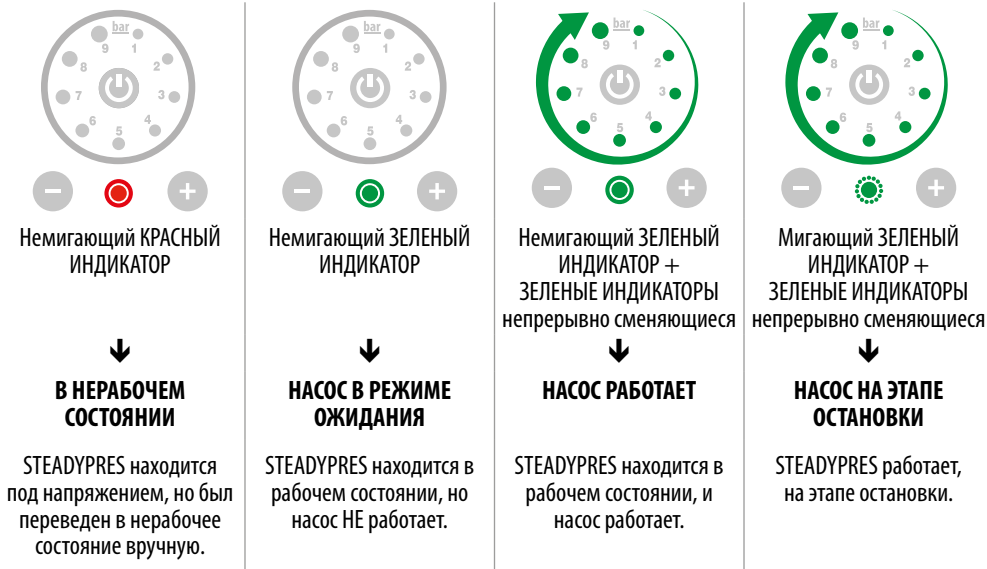 bar
9 1
8 2
7 3
6 4
5
− +
Немигающий КРАСНЫЙ
ИНДИКАТОР
В НЕРАБОЧЕМ
СОСТОЯНИИ
STEADYPRES находится
под напряжением, но был
переведен в нерабочее
состояние вручную.
bar
9 1
8 2
7 3
6 4
5
− +
Немигающий ЗЕЛЕНЫЙ
ИНДИКАТОР
НАСОС В РЕЖИМЕ
ОЖИДАНИЯ
STEADYPRES находится в
рабочем состоянии, но
насос НЕ работает.
bar
9 1
8 2
7 3
6 4
5
− +
Немигающий ЗЕЛЕНЫЙ
ИНДИКАТОР +
ЗЕЛЕНЫЕ ИНДИКАТОРЫ
непрерывно сменяющиеся
НАСОС РАБОТАЕТ
STEADYPRES находится в
рабочем состоянии, и
насос работает.
bar
9 1
8 2
7 3
6 4
5
− +
Мигающий ЗЕЛЕНЫЙ
ИНДИКАТОР +
ЗЕЛЕНЫЕ ИНДИКАТОРЫ
непрерывно сменяющиеся
НАСОС НА ЭТАПЕ
ОСТАНОВКИ
STEADYPRES работает,
на этапе остановки.